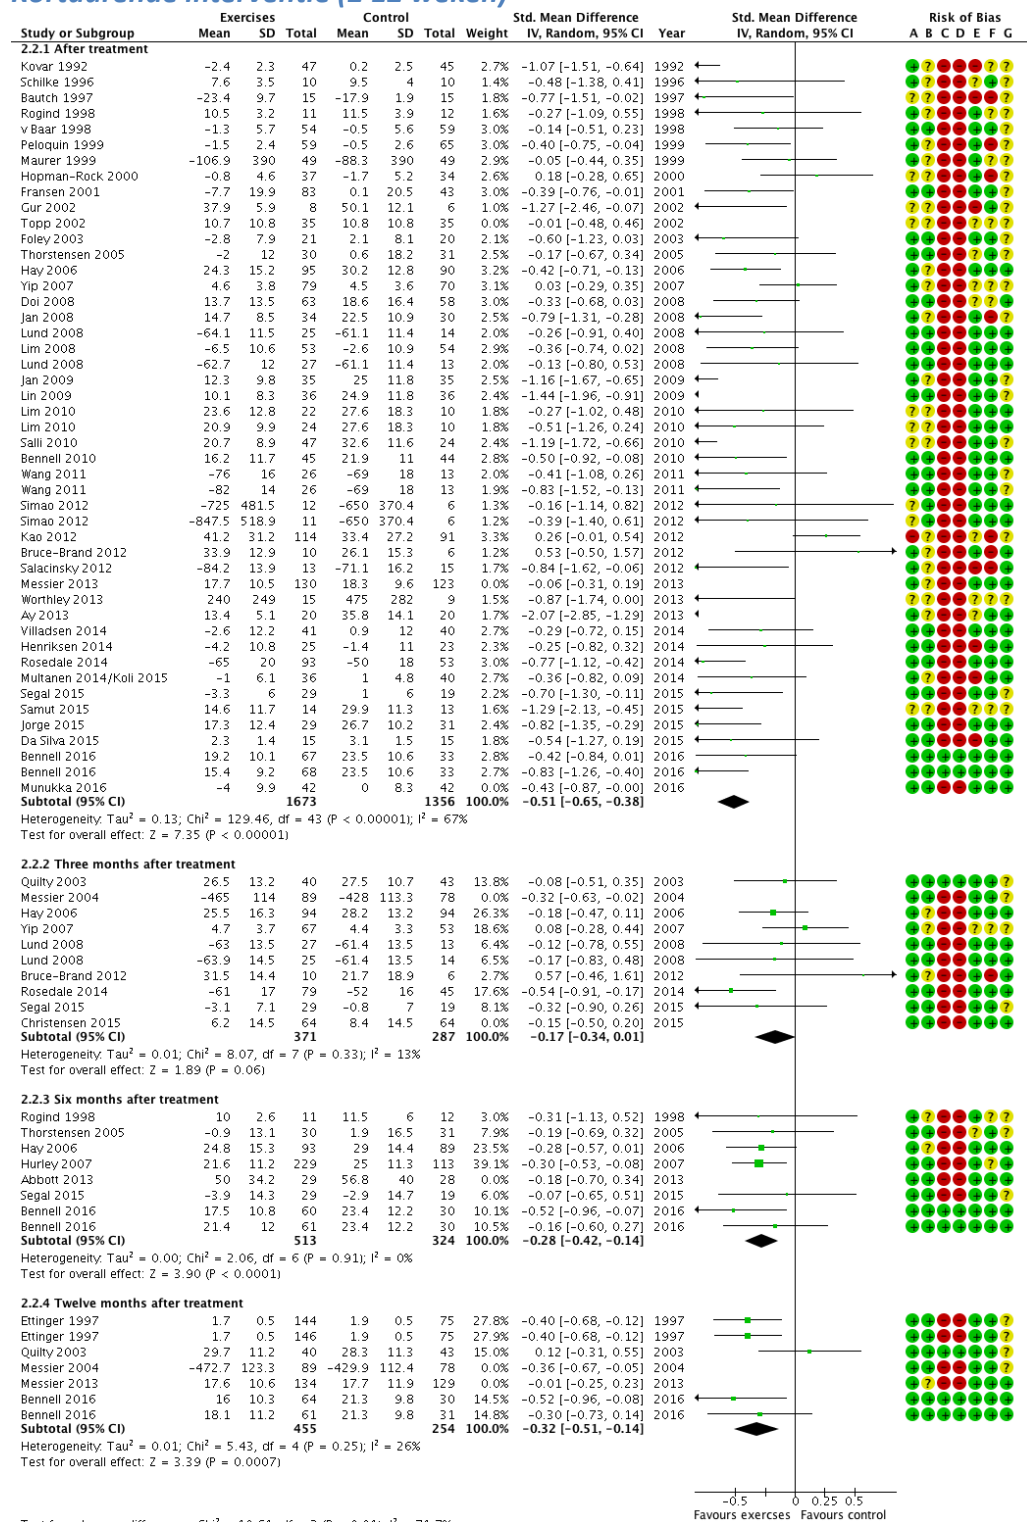 Kortdurende interventie (2-12 weken)
Exercises Control Std. Mean Difference Std. Mean Difference Risk of Bias
Study or Subgroup Mean SD Total Mean SD Total Weight IV, Random, 95% CI Year IV, Random, 95% CI A B C D E F G
2.2.1 After treatment
Kovar 1992 -2.4 2.3 47 0.2 2.5 45 2.7% -1.07 [-1.51, -0.64] 1992
Schilke 1996 7.6 3.5 10 9.5 4 10 1.5% -0.48 [-1.38, 0.41] 1996
Bautch 1997 -23.4 9.7 15 -17.9 1.9 15 1.8% -0.77 [-1.51, -0.02] 1997
Rogind 1998 10.5 3.2 11 11.5 3.9 12 1.6% -0.27 [-1.09, 0.55] 1998
v Baar 1998 -1.3 5.7 54 -0.5 5.6 59 2.9% -0.14 [-0.51, 0.23] 1998
Peloquin 1999 -1.5 2.4 59 -0.5 2.6 65 3.0% -0.40 [-0.75, -0.04] 1999
Maurer 1999 -106.9 390 49 -88.3 390 49 2.8% -0.05 [-0.44, 0.35] 1999
Hopman-Rock 2000 -0.8 4.6 37 -1.7 5.2 34 2.6% 0.18 [-0.28, 0.65] 2000
Fransen 2001 -7.7 19.9 83 0.1 20.5 43 2.9% -0.39 [-0.76, -0.01] 2001
Gur 2002 37.9 5.9 8 50.1 12.1 6 1.0% -1.27 [-2.46, -0.07] 2002
Topp 2002 10.7 10.8 35 10.8 10.8 35 2.6% -0.01 [-0.48, 0.46] 2002
Foley 2003 -2.8 7.9 21 2.1 8.1 20 2.1% -0.60 [-1.23, 0.03] 2003
Thorstensen 2005 -2 12 30 0.6 18.2 31 2.5% -0.17 [-0.67, 0.34] 2005
Hay 2006 24.3 15.2 95 30.2 12.8 90 3.2% -0.42 [-0.71, -0.13] 2006
Yip 2007 4.6 3.8 79 4.5 3.6 70 3.1% 0.03 [-0.29, 0.35] 2007
Doi 2008 13.7 13.5 63 18.6 16.4 58 3.0% -0.33 [-0.68, 0.03] 2008
Jan 2008 14.7 8.5 34 22.5 10.9 30 2.5% -0.79 [-1.31, -0.28] 2008
Lund 2008 -64.1 11.5 25 -61.1 11.4 14 2.0% -0.26 [-0.91, 0.40] 2008
Lim 2008 -6.5 10.6 53 -2.6 10.9 54 2.9% -0.36 [-0.74, 0.02] 2008
Lund 2008 -62.7 12 27 -61.1 11.4 13 2.0% -0.13 [-0.80, 0.53] 2008
Jan 2009 12.3 9.8 35 25 11.8 35 2.5% -1.16 [-1.67, -0.65] 2009
Lin 2009 10.1 8.3 36 24.9 11.8 36 2.4% -1.44 [-1.96, -0.91] 2009
Lim 2010 23.6 12.8 22 27.6 18.3 10 1.8% -0.27 [-1.02, 0.48] 2010
Lim 2010 20.9 9.9 24 27.6 18.3 10 1.8% -0.51 [-1.26, 0.24] 2010
Salli 2010 20.7 8.9 47 32.6 11.6 24 2.4% -1.19 [-1.72, -0.66] 2010
Bennell 2010 16.2 11.7 45 21.9 11 44 2.8% -0.50 [-0.92, -0.08] 2010
Wang 2011 -76 16 26 -69 18 13 2.0% -0.41 [-1.08, 0.26] 2011
Wang 2011 -82 14 26 -69 18 13 1.9% -0.83 [-1.52, -0.13] 2011
Simao 2012 -725 481.5 12 -650 370.4 6 1.3% -0.16 [-1.14, 0.82] 2012
Simao 2012 -847.5 518.9 11 -650 370.4 6 1.3% -0.39 [-1.40, 0.61] 2012
Kao 2012 41.2 31.2 114 33.4 27.2 91 3.3% 0.26 [-0.01, 0.54] 2012
Bruce-Brand 2012 33.9 12.9 10 26.1 15.3 6 1.2% 0.53 [-0.50, 1.57] 2012
Salacinsky 2012 -84.2 13.9 13 -71.1 16.2 15 1.7% -0.84 [-1.62, -0.06] 2012
Messier 2013 17.7 10.5 130 18.3 9.6 123 0.0% -0.06 [-0.31, 0.19] 2013
Worthley 2013 240 249 15 475 282 9 1.5% -0.87 [-1.74, 0.00] 2013
Ay 2013 13.4 5.1 20 35.8 14.1 20 1.7% -2.07 [-2.85, -1.29] 2013
Villadsen 2014 -2.6 12.2 41 0.9 12 40 2.7% -0.29 [-0.72, 0.15] 2014
Henriksen 2014 -4.2 10.8 25 -1.4 11 23 2.3% -0.25 [-0.82, 0.32] 2014
Rosedale 2014 -65 20 93 -50 18 53 3.0% -0.77 [-1.12, -0.42] 2014
Multanen 2014/Koli 2015 -1 6.1 36 1 4.8 40 2.7% -0.36 [-0.82, 0.09] 2014
Segal 2015 -3.3 6 29 1 6 19 2.2% -0.70 [-1.30, -0.11] 2015
Samut 2015 14.6 11.7 14 29.9 11.3 13 1.5% -1.29 [-2.13, -0.45] 2015
Jorge 2015 17.3 12.4 29 26.7 10.2 31 2.4% -0.82 [-1.35, -0.29] 2015
Da Silva 2015 2.3 1.4 15 3.1 1.5 15 1.8% -0.54 [-1.27, 0.19] 2015
Bennell 2016 19.2 10.1 67 23.5 10.6 33 2.8% -0.42 [-0.84, 0.01] 2016
Bennell 2016 15.4 9.2 68 23.5 10.6 33 2.7% -0.83 [-1.26, -0.40] 2016
Munukka 2016 -4 9.9 42 0 8.3 42 2.7% -0.43 [-0.87, -0.00] 2016
Subtotal (95% CI) 1673 1356 100.0% -0.51 [-0.65, -0.38]
Heterogeneity: Tau² = 0.13; Chi² = 129.46, df = 43 (P < 0.00001); I² = 67%
Test for overall effect: Z = 7.35 (P < 0.00001)
2.2.2 Three months after treatment
Quilty 2003 26.5 13.2 40 27.5 10.7 43 13.8% -0.08 [-0.51, 0.35] 2003
Messier 2004 -465 114 89 -428 113.3 78 0.0% -0.32 [-0.63, -0.02] 2004
Hay 2006 25.5 16.3 94 28.2 13.2 94 26.3% -0.18 [-0.47, 0.11] 2006
Yip 2007 4.7 3.7 67 4.4 3.3 53 18.6% 0.08 [-0.28, 0.44] 2007
Lund 2008 -63 13.5 27 -61.4 13.5 13 6.4% -0.12 [-0.78, 0.55] 2008
Lund 2008 -63.9 14.5 25 -61.4 13.5 14 6.5% -0.17 [-0.83, 0.48] 2008
Bruce-Brand 2012 31.5 14.4 10 21.7 18.9 6 2.7% 0.57 [-0.46, 1.61] 2012
Rosedale 2014 -61 17 79 -52 16 45 17.6% -0.54 [-0.91, -0.17] 2014
Segal 2015 -3.1 7.1 29 -0.8 7 19 8.2% -0.32 [-0.90, 0.26] 2015
Christensen 2015 6.2 14.5 64 8.4 14.5 64 0.0% -0.15 [-0.50, 0.20] 2015
Subtotal (95% CI) 371 287 100.0% -0.17 [-0.34, 0.01]
Heterogeneity: Tau² = 0.01; Chi² = 8.07, df = 7 (P = 0.33); I² = 13%
Test for overall effect: Z = 1.89 (P = 0.06)
2.2.3 Six months after treatment
Rogind 1998 10 2.6 11 11.5 6 12 3.0% -0.31 [-1.13, 0.52] 1998
Thorstensen 2005 -0.9 13.1 30 1.9 16.5 31 7.9% -0.19 [-0.69, 0.32] 2005
Hay 2006 24.8 15.3 93 29 14.4 89 23.5% -0.28 [-0.57, 0.01] 2006
Hurley 2007 21.6 11.2 229 25 11.3 113 39.1% -0.30 [-0.53, -0.08] 2007
Abbott 2013 50 34.2 29 56.8 40 28 0.0% -0.18 [-0.70, 0.34] 2013
Segal 2015 -3.9 14.3 29 -2.9 14.7 19 6.0% -0.07 [-0.65, 0.51] 2015
Bennell 2016 17.5 10.8 60 23.4 12.2 30 10.1% -0.52 [-0.96, -0.07] 2016
Bennell 2016 21.4 12 61 23.4 12.2 30 10.5% -0.16 [-0.60, 0.27] 2016
Subtotal (95% CI) 513 324 100.0% -0.28 [-0.42, -0.14]
Heterogeneity: Tau² = 0.00; Chi² = 2.06, df = 6 (P = 0.91); I² = 0%
Test for overall effect: Z = 3.90 (P < 0.0001)
2.2.4 Twelve months after treatment
Ettinger 1997 1.7 0.5 144 1.9 0.5 75 27.8% -0.40 [-0.68, -0.12] 1997
Ettinger 1997 1.7 0.5 146 1.9 0.5 75 27.9% -0.40 [-0.68, -0.12] 1997
Quilty 2003 29.7 11.2 40 28.3 11.3 43 15.0% 0.12 [-0.31, 0.55] 2003
Messier 2004 -472.7 123.3 89 -429.9 112.4 78 0.0% -0.36 [-0.67, -0.05] 2004
Messier 2013 17.6 10.6 134 17.7 11.9 129 0.0% -0.01 [-0.25, 0.23] 2013
Bennell 2016 16 10.3 64 21.3 9.8 30 14.5% -0.52 [-0.96, -0.08] 2016
Bennell 2016 18.1 11.2 61 21.3 9.8 31 14.8% -0.30 [-0.73, 0.14] 2016
Subtotal (95% CI) 455 254 100.0% -0.32 [-0.51, -0.14]
Heterogeneity: Tau² = 0.01; Chi² = 5.43, df = 4 (P = 0.25); I² = 26%
Test for overall effect: Z = 3.39 (P = 0.0007)
-0.5 0 0.25 0.5
Favours exercses Favours control